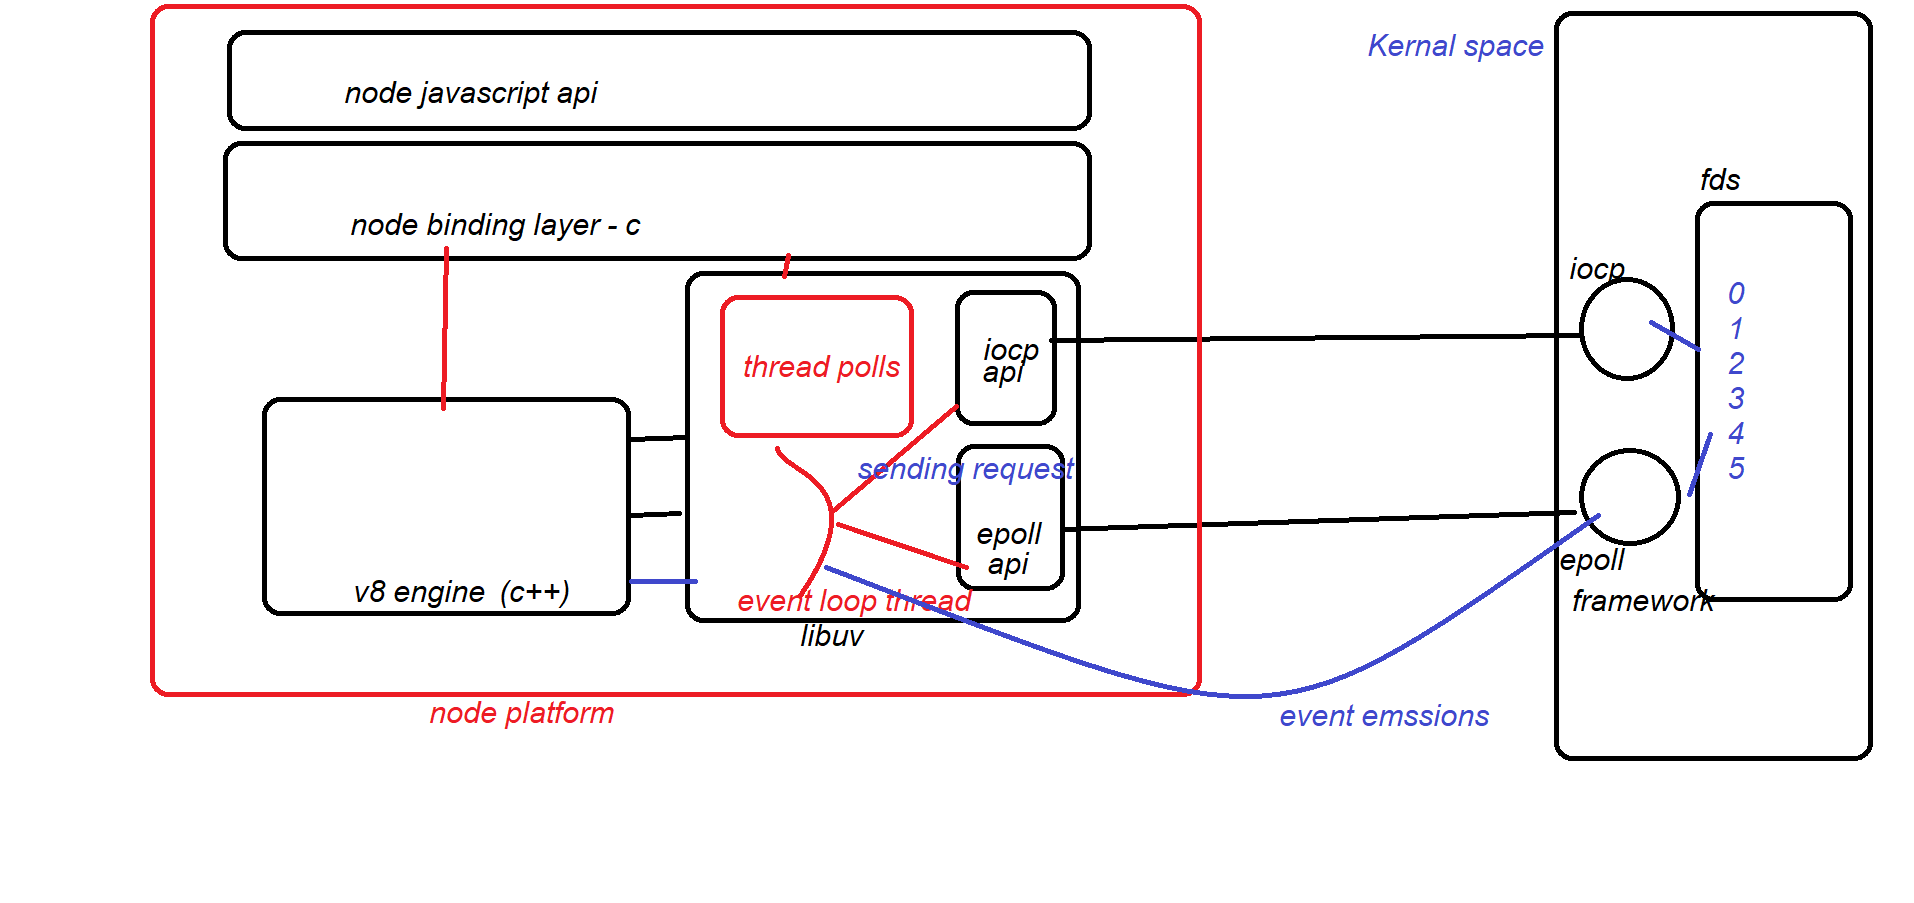 node javascript api
node binding layer - c
thread polls
iocp
api
sending request
epoll
api
v8 engine (c++)
event loop thread
libuv
node platform
Kernal space
fds
iocp
0
1
2
3
4
5
epoll
framework
event emssions